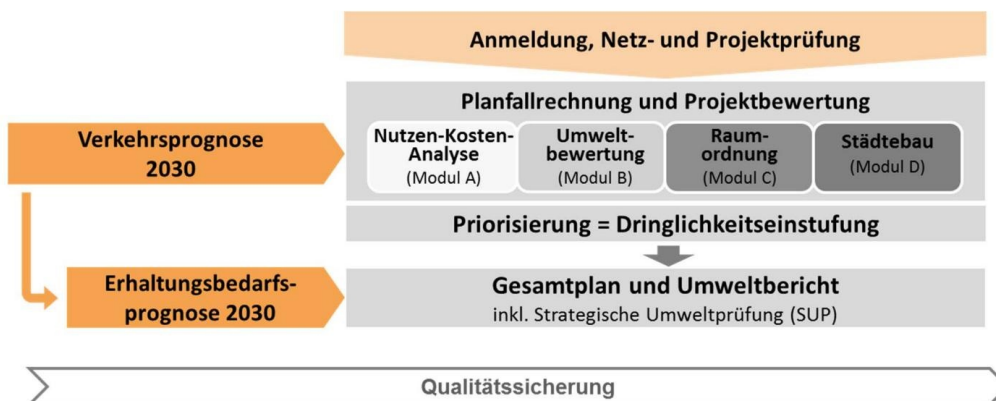 Anmeldung, Netz- und Projektprüfung
Planfallrechnung und Projektbewertung
Verkehrsprognose
2030
Nutzen-Kosten-
Analyse
(Modul A)
Umwelt-
bewertung
(Modul B)
Raum-
ordnung
(Modul C)
Städtebau
(Modul D)
Priorisierung = Dringlichkeitseinstufung
Erhaltungsbedarfs-
prognose 2030
Gesamtplan und Umweltbericht
inkl. Strategische Umweltprüfung (SUP)
Qualitätssicherung